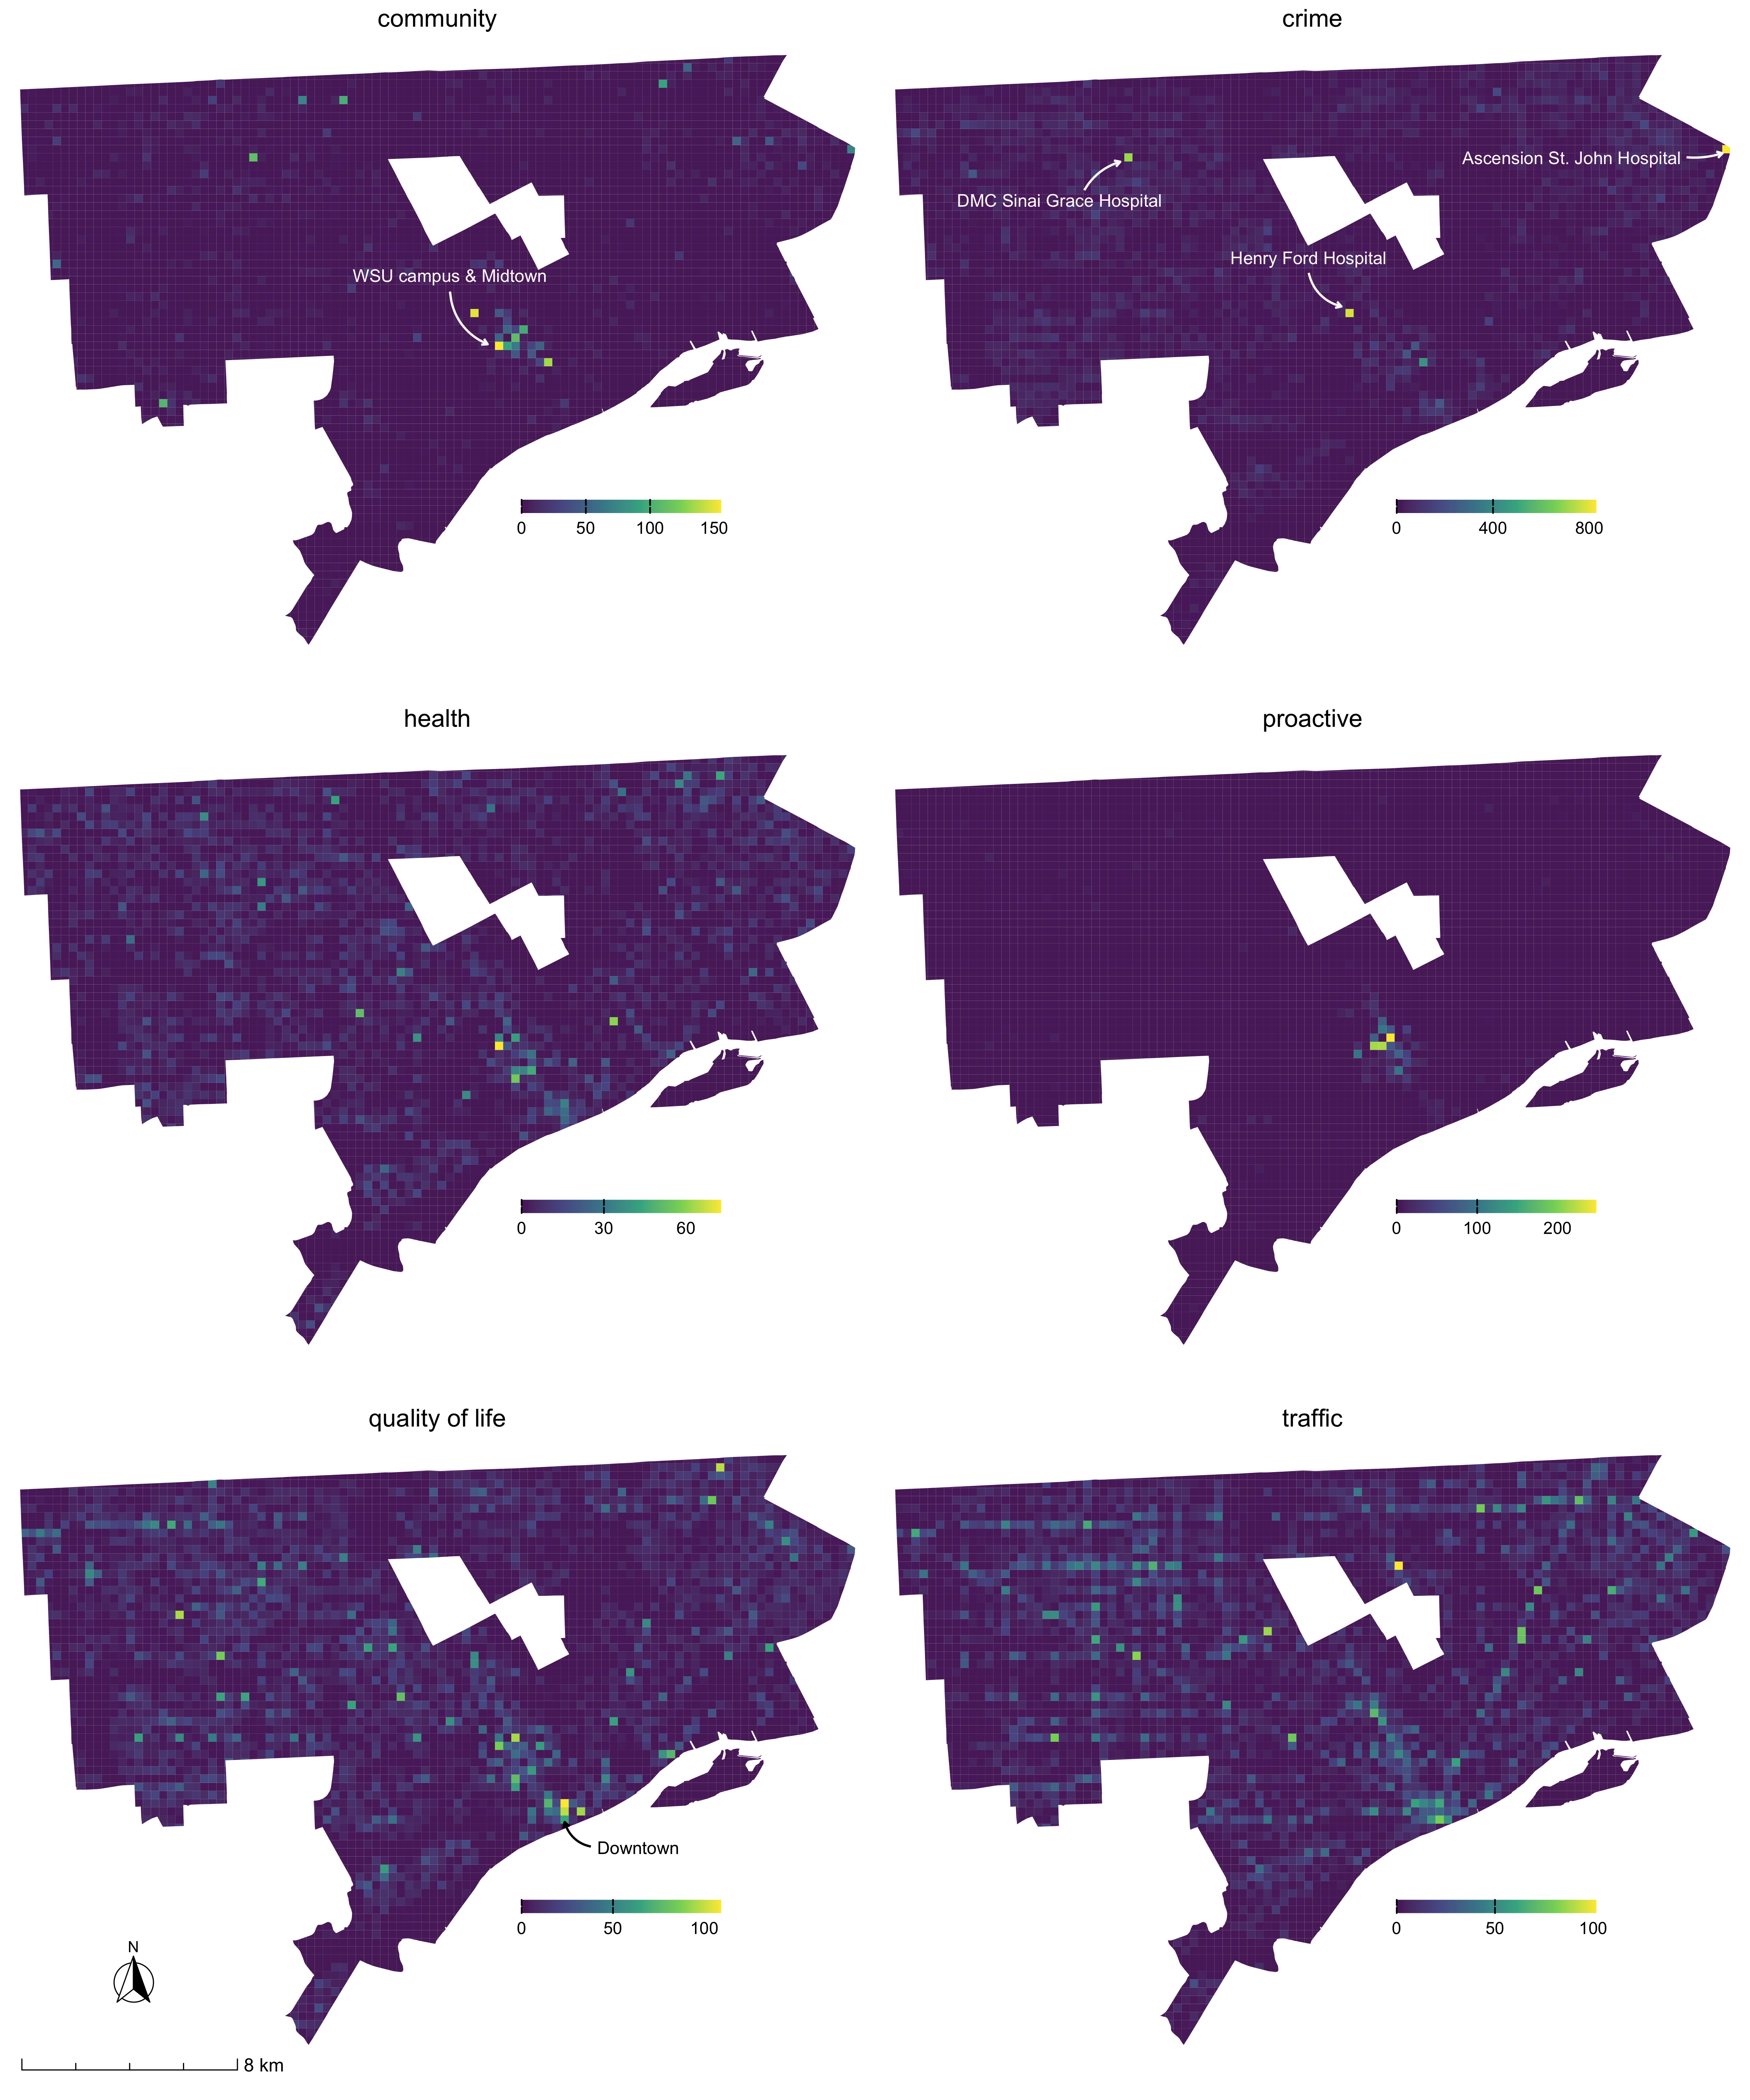 community
crime
Ascension St. John Hospital
DMC Sinai Grace Hospital
Henry Ford Hospital
WSU campus & Midtown
0 50 100 150
0 400 800
health
proactive
0 30 60
0 100 200
quality of life
traffic
Downtown
0 50 100
0 50 100
N
8 km